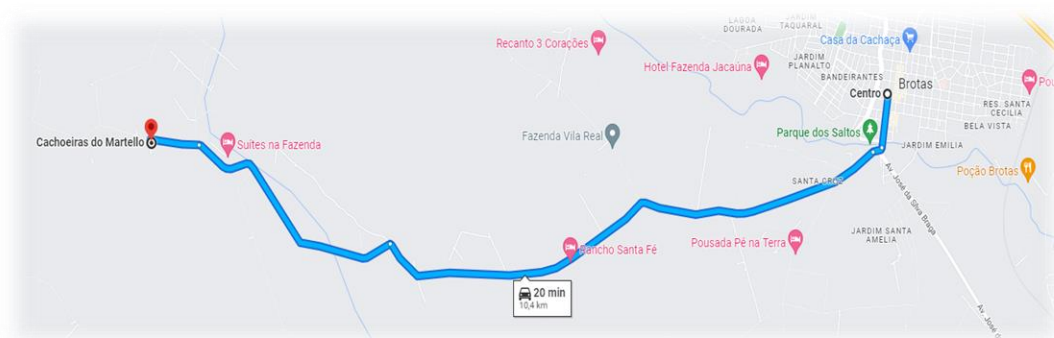 LAGOA
DOURADA
JARDIM
TAQUARAL
Recanto 3 Corações
Casa da Cachaça
JARDIM
PLANALTO
Hotel Fazenda Jacaúna
BANDEIRANTES
Centro
Brotas
RES. SANTA
CECILIA
BELA VISTA
Parque dos Saltos
Fazenda Vila Real
Cachoeiras do Martello
Suítes na Fazenda
JARDIM EMILIA
Poção Brotas
SANTA CRUZ
Av. José da Silva Braga
JARDIM SANTA
AMELIA
Rancho Santa Fé
Pousada Pé na Terra
20 min
10,4 km